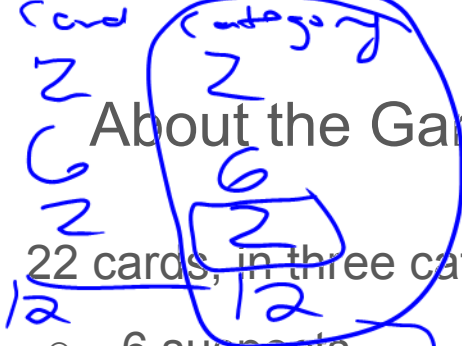 Card Category
2 2
About the Ga
6 6
2 2
22 cards, in three ca
12 12
6 suspects